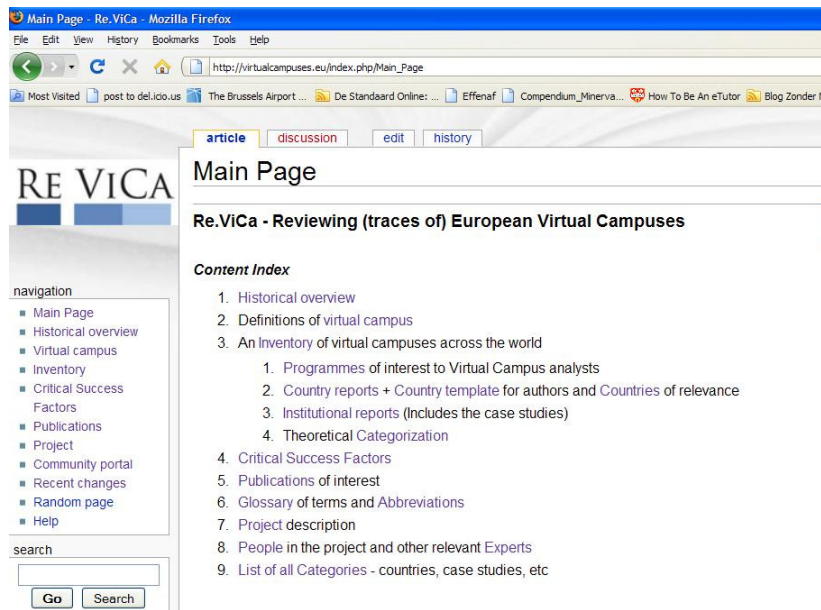 Main Page - Re.ViCa - Mozilla Firefox
File Edit View History Bookmarks Tools Help
http://virtualcampuses.eu/index.php/Main_Page
Most Visited post to del.icio.us The Brussels Airport ... De Standaard Online: ... Effenaf Compendium_Minerva... How To Be An eTutor Blog Zonder
article discussion edit history
RE VICA
Main Page
Re.ViCa - Reviewing (traces of) European Virtual Campuses
Content Index
1. Historical overview
2. Definitions of virtual campus
3. An Inventory of virtual campuses across the world
1. Programmes of interest to Virtual Campus analysts
2. Country reports + Country template for authors and Countries of relevance
3. Institutional reports (Includes the case studies)
4. Theoretical Categorization
4. Critical Success Factors
5. Publications of interest
6. Glossary of terms and Abbreviations
7. Project description
8. People in the project and other relevant Experts
9. List of all Categories - countries, case studies, etc
navigation
Main Page
Historical overview
Virtual campus
Inventory
Critical Success
Factors
Publications
Project
Community portal
Recent changes
Random page
Help
search
Go Search